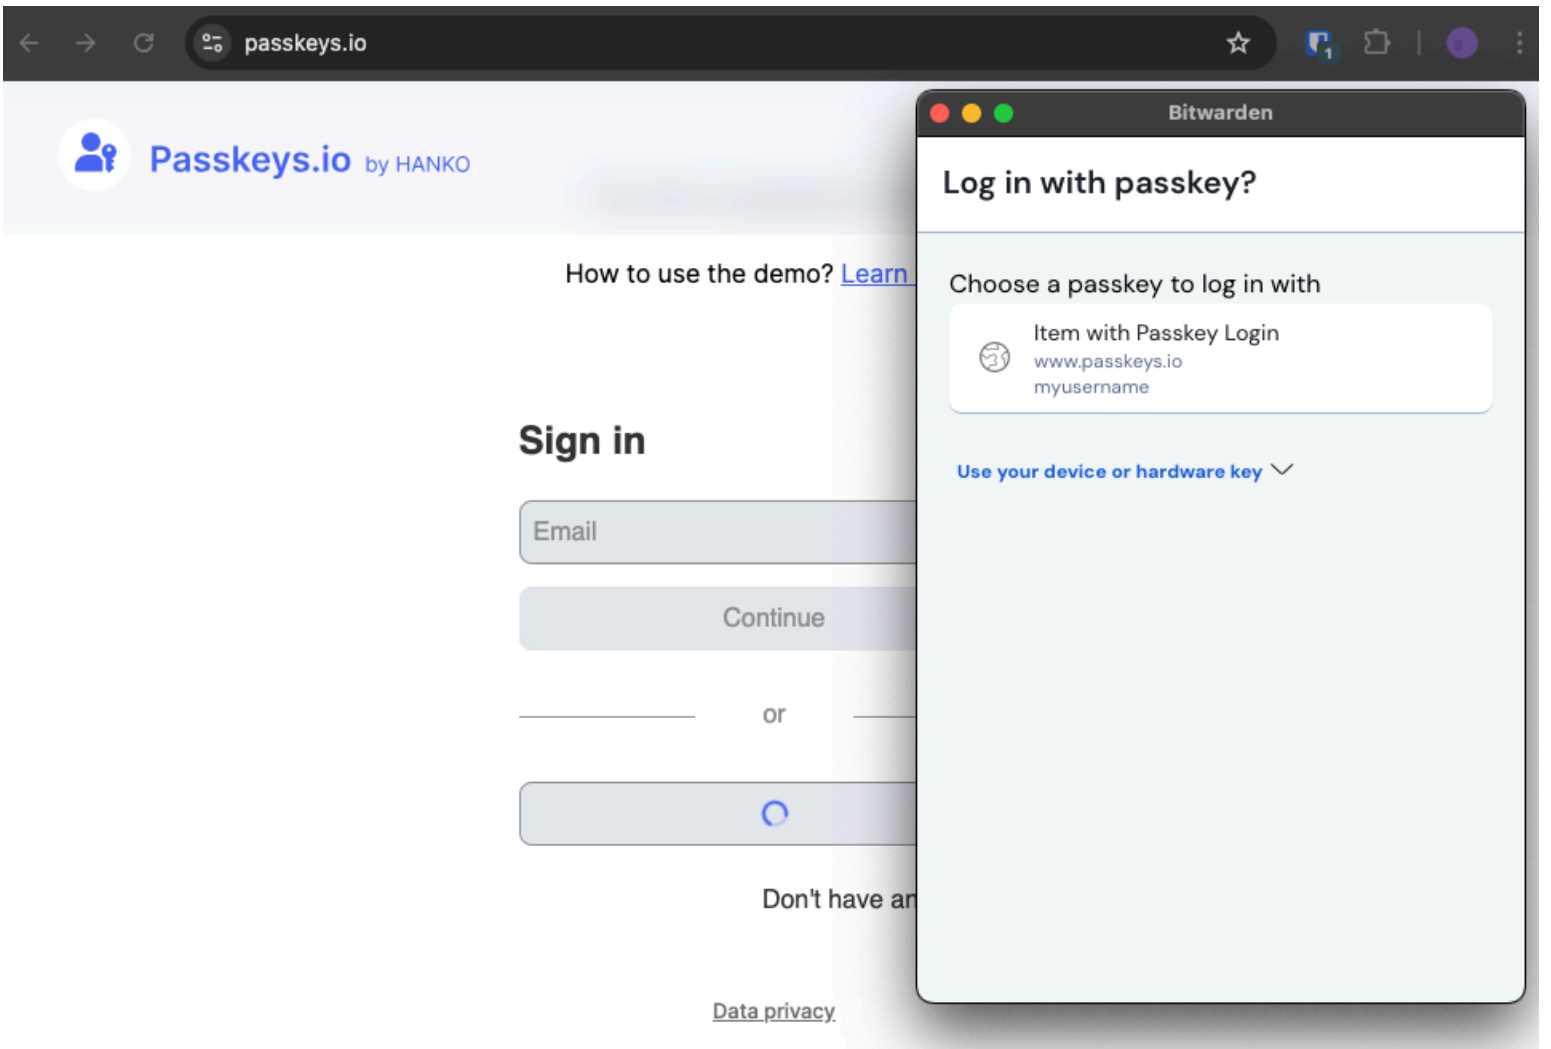 passkeys.io
1
Passkeys.io by HANKO
How to use the demo? Learn
Sign in
Email
Continue
or
Don't have an
Data privacy
Bitwarden
Log in with passkey?
Choose a passkey to log in with
Item with Passkey Login
www.passkeys.io
myusername
Use your device or hardware key